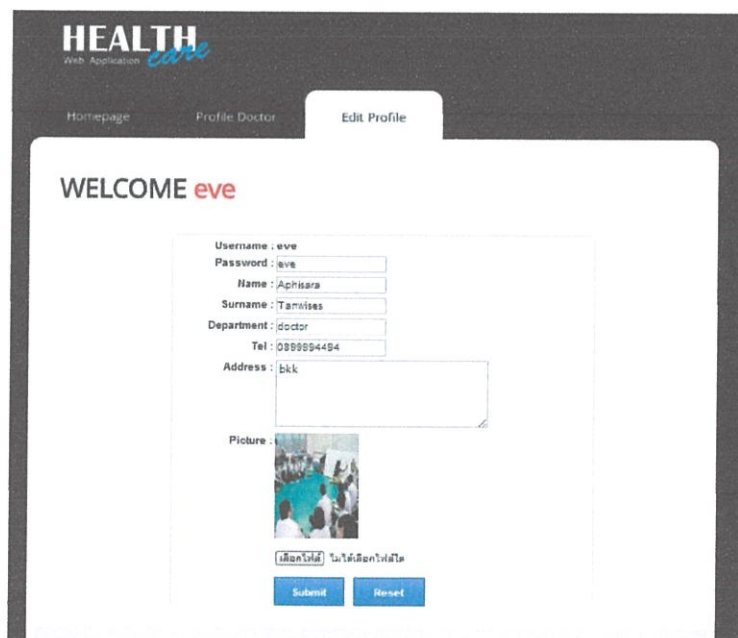 HEALTH
care
Web Application
Homepage Profile Doctor Edit Profile
WELCOME eve
Username : eve
Password : eve
Name : Aphisara
Surname : Tanwises
Department : doctor
Tel : 0899894494
Address : bkk
Picture :
เลือกไฟล์ ไม่ได้เลือกไฟล์ใด
Submit Reset